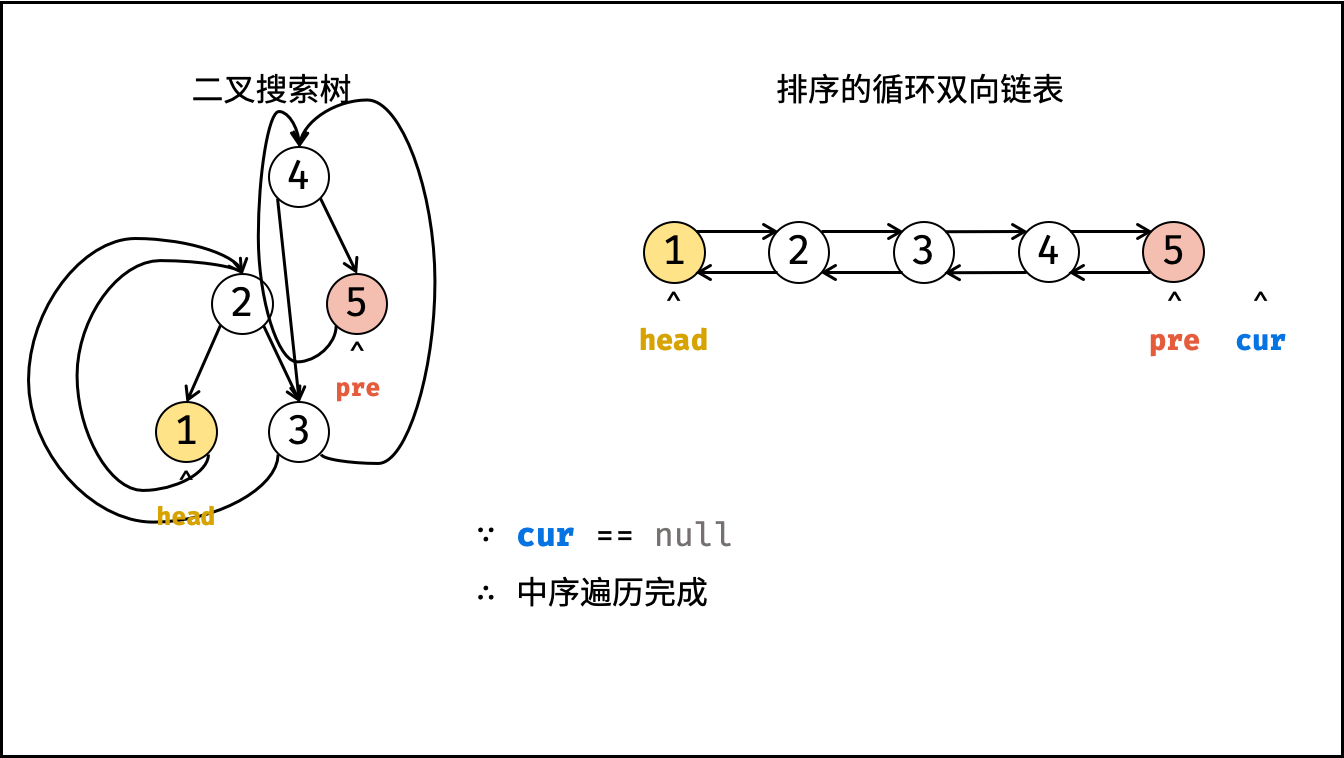 二叉搜索树
排序的循环双向链表
4
2
5
^
pre
1
3
^
head
1 2 3 4 5
^ ^ ^
head pre cur
∵ cur == null
∴ 中序遍历完成